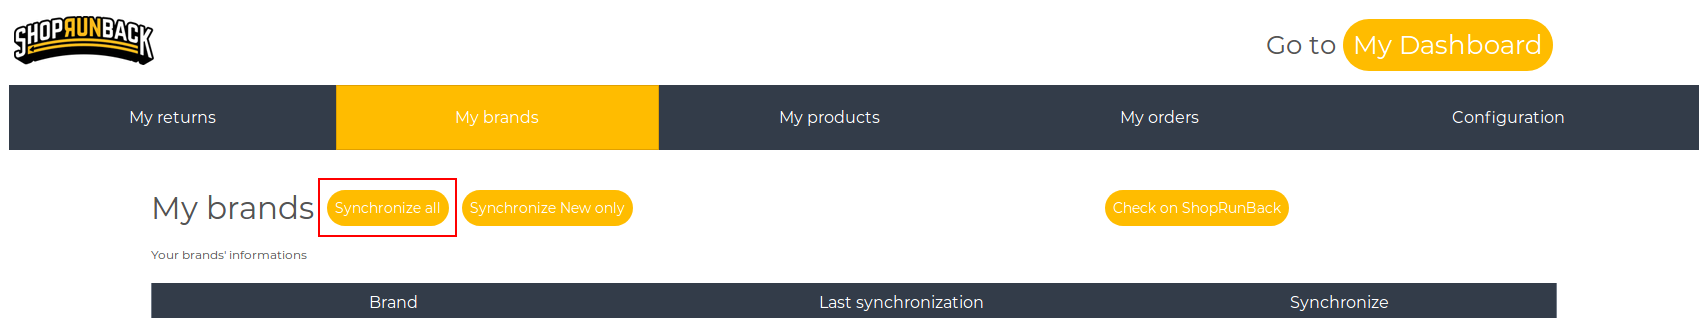 SHOPRUNBACK
Go to My Dashboard
My returns My brands My products My orders Configuration
My brands Synchronize all Synchronize New only Check on ShopRunBack
Your brands' informations
Brand Last synchronization Synchronize